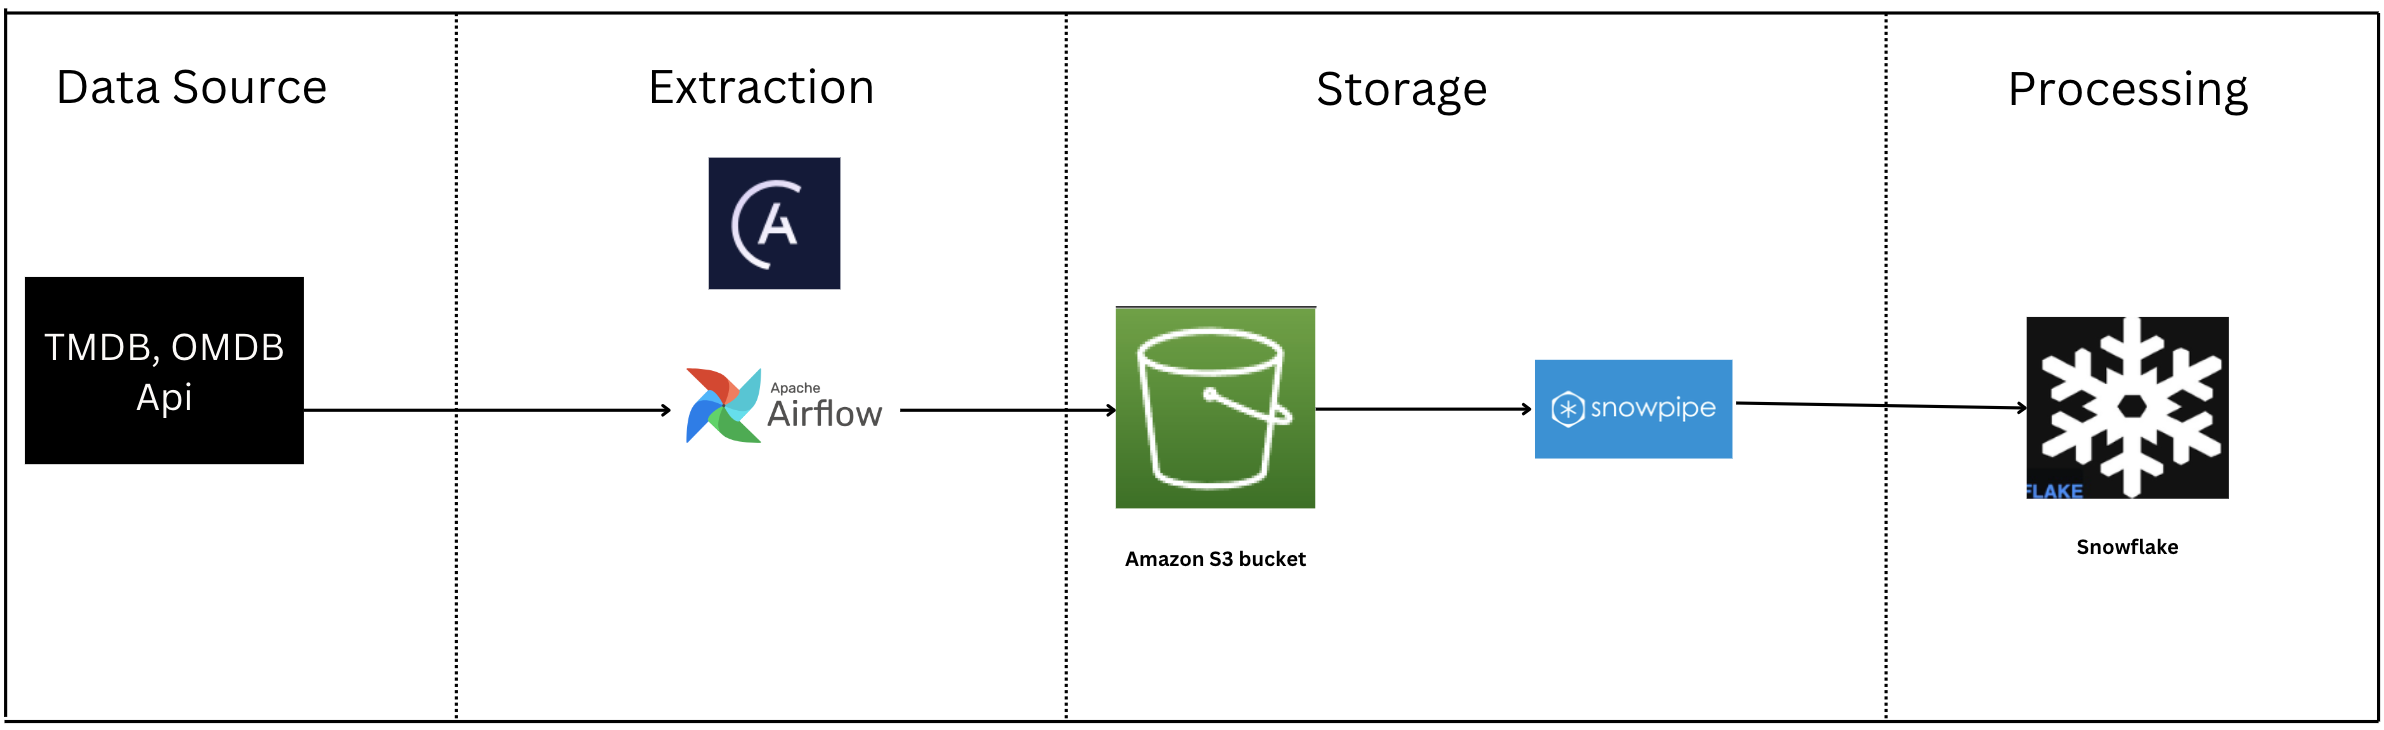 Data Source
Extraction
Storage
Processing
A
TMDB, OMDB
Api
Apache
Airflow
snowpipe
FLAKE
Amazon S3 bucket
Snowflake